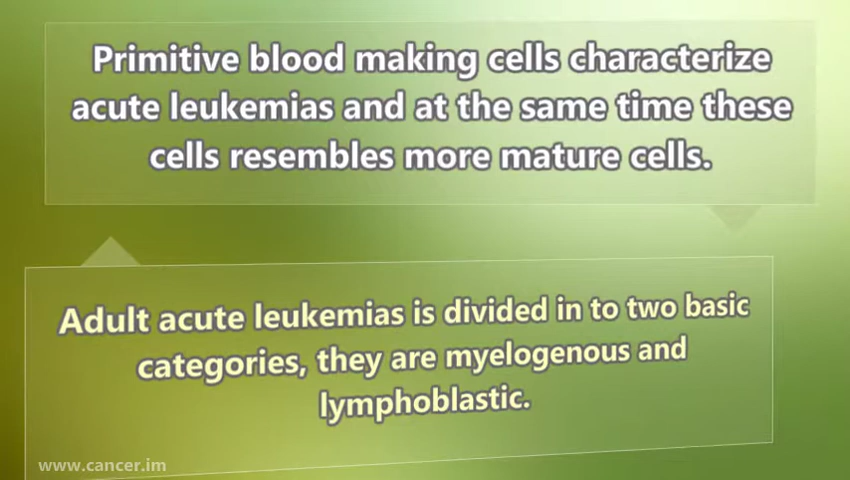 Primitive blood making cells characterize
acute leukemias and at the same time these
cells resembles more mature cells.
Adult acute leukemias is divided in to two basic
categories, they are myelogenous and
lymphoblastic.
www.cancer.im